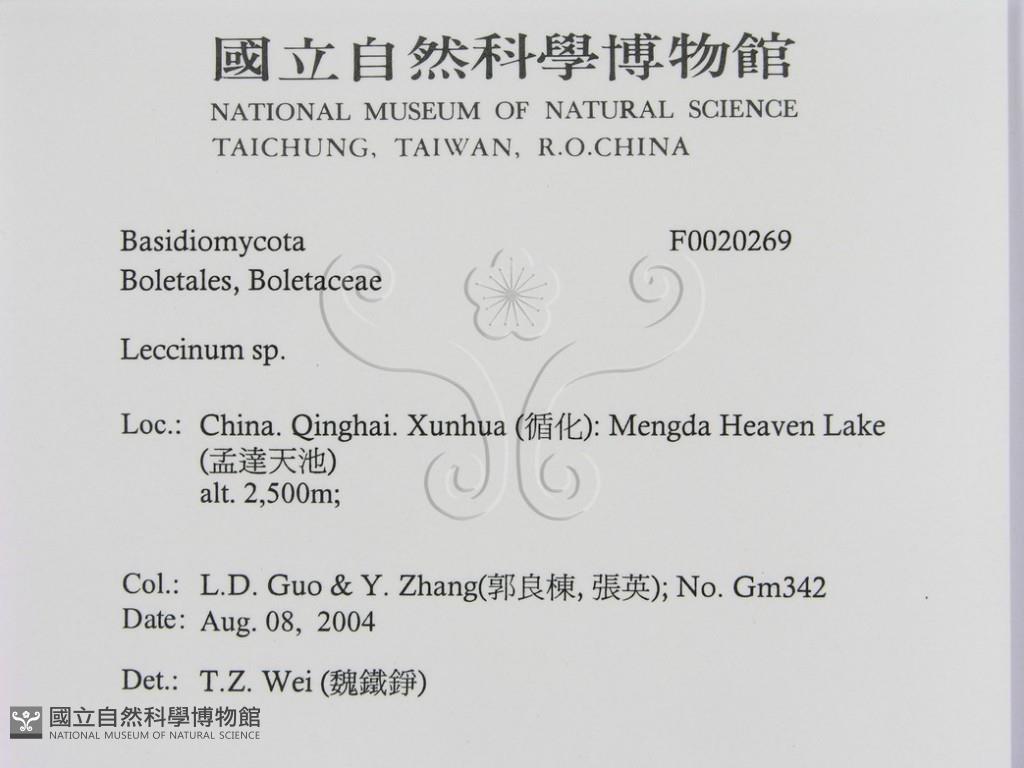 國立自然科學博物館
NATIONAL MUSEUM OF NATURAL SCIENCE
TAICHUNG, TAIWAN, R.O.CHINA
Basidiomycota F0020269
Boletales, Boletaceae
Leccinum sp.
Loc.: China. Qinghai. Xunhua (循化): Mengda Heaven Lake
(孟達天池)
alt. 2,500m;
Col.: L.D. Guo & Y. Zhang(郭良棟, 張英); No. Gm342
Date: Aug. 08, 2004
Det.: T.Z. Wei (魏鐵錚)
國立自然科學博物館
NATIONAL MUSEUM OF NATURAL SCIENCE